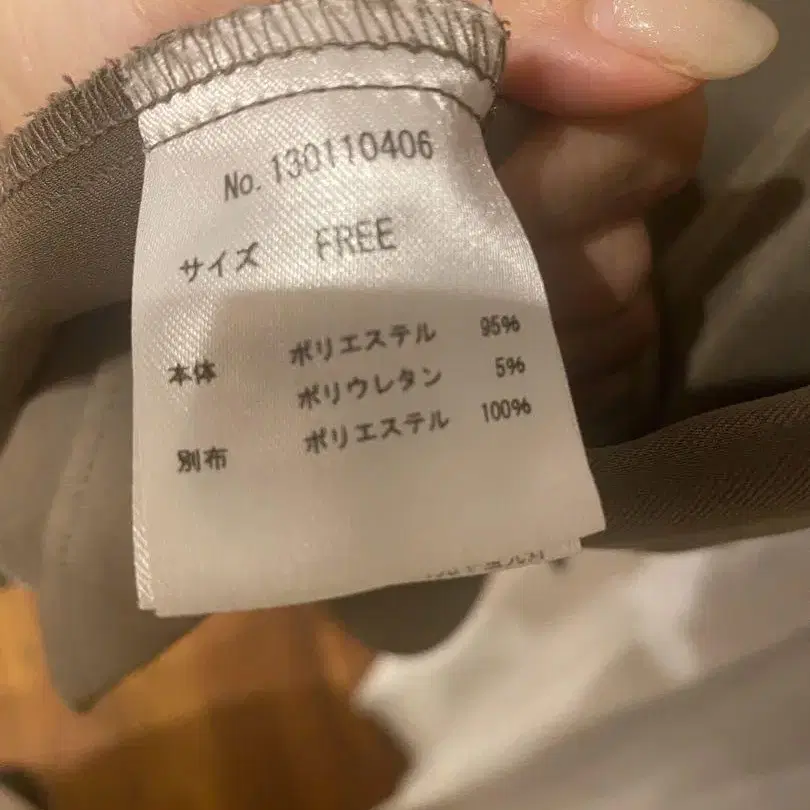 No. 130110406
サイズ FREE
本体 ポリエステル 95%
ポリウレタン 5%
別布 ポリエステル 100%